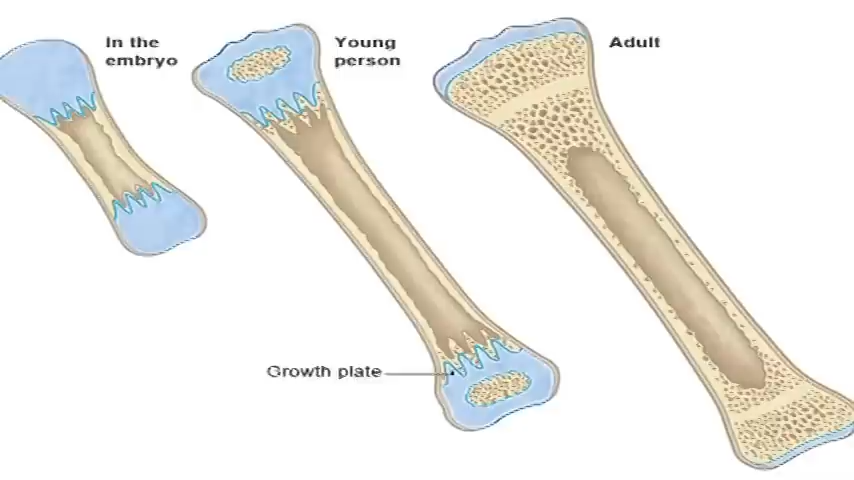 In the
embryo
Young
person
Adult
Growth plate